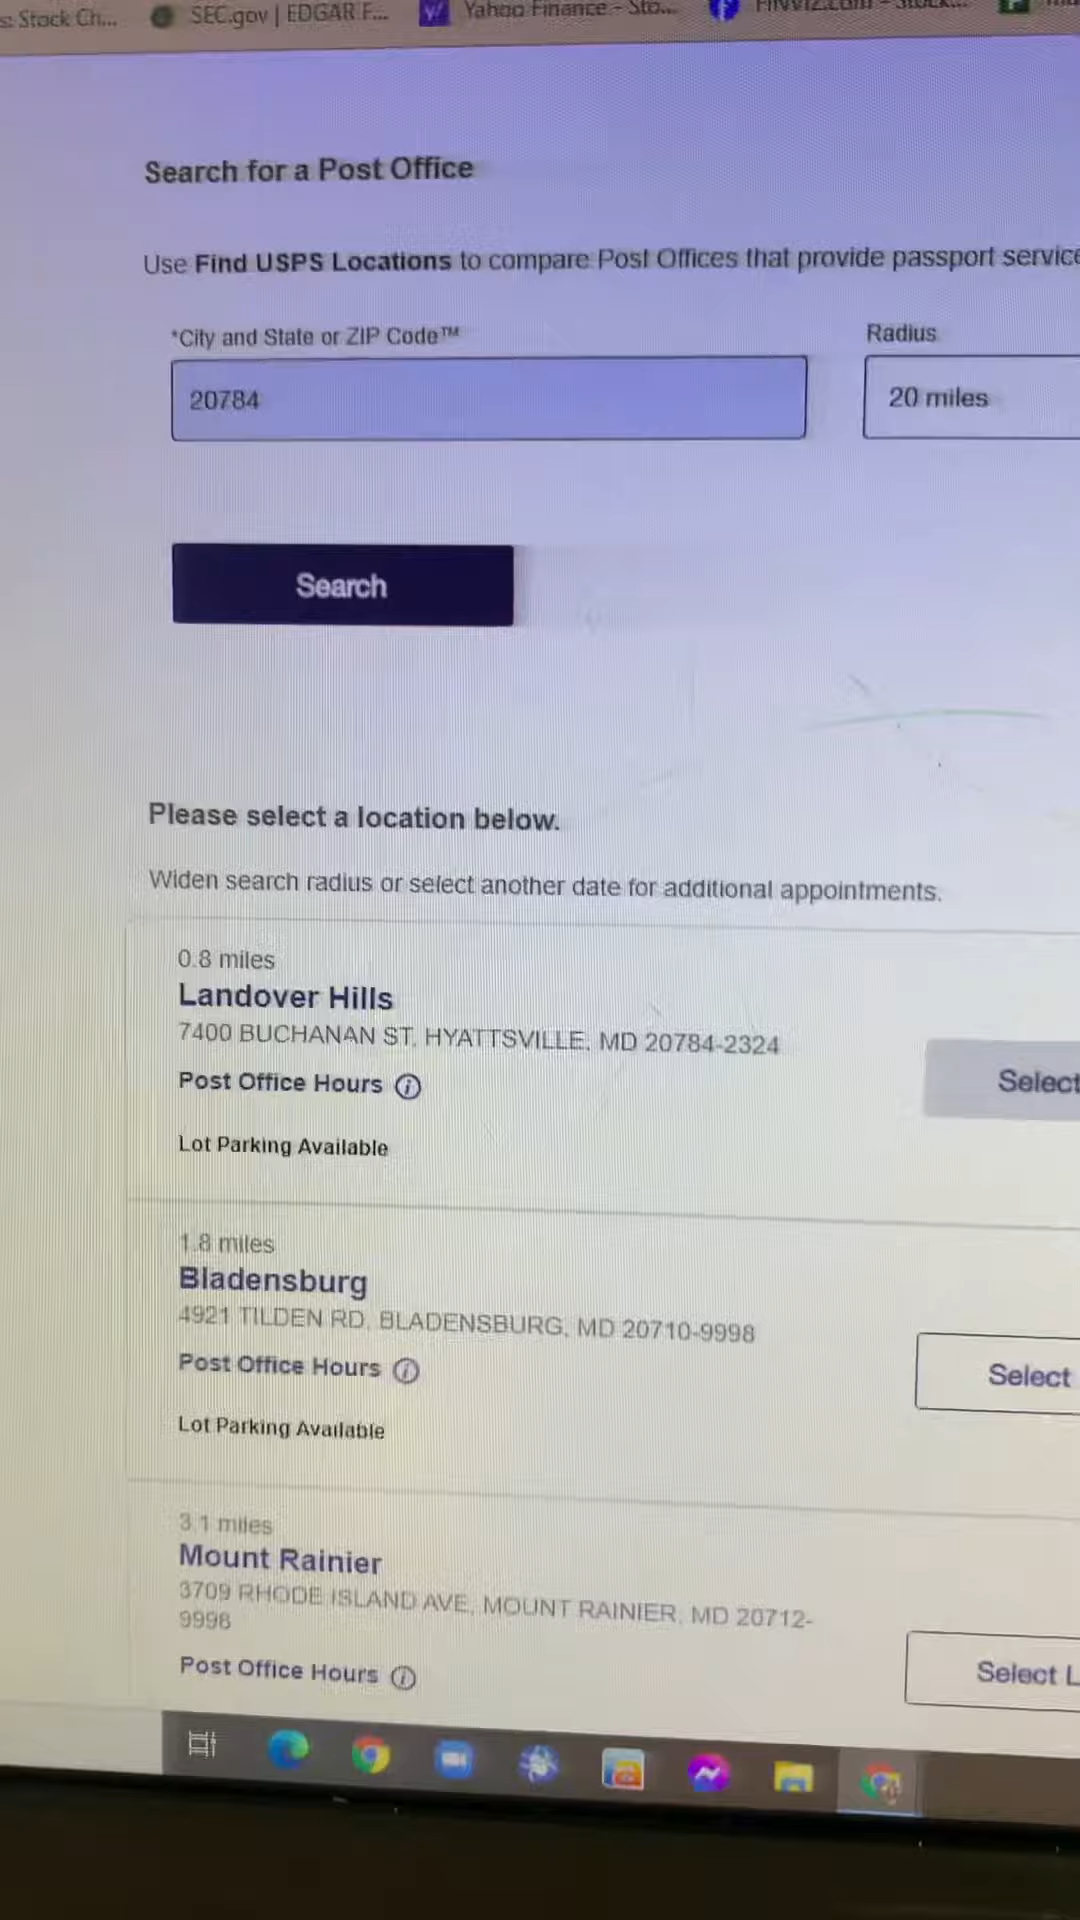 Stock Ch...
SEC.gov | EDGAR F...
Yahoo Finance - Sto...
Search for a Post Office
Use Find USPS Locations to compare Post Offices that provide passport service
*City and State or ZIP Code™
Radius
20784
20 miles
Search
Please select a location below.
Widen search radius or select another date for additional appointments.
0.8 miles
Landover Hills
7400 BUCHANAN ST, HYATTSVILLE, MD 20784-2324
Post Office Hours
Select
Lot Parking Available
1.8 miles
Bladensburg
4921 TILDEN RD, BLADENSBURG, MD 20710-9998
Post Office Hours
Select
Lot Parking Available
3.1 miles
Mount Rainier
3709 RHODE ISLAND AVE, MOUNT RAINIER, MD 20712-
9998
Post Office Hours
Select L